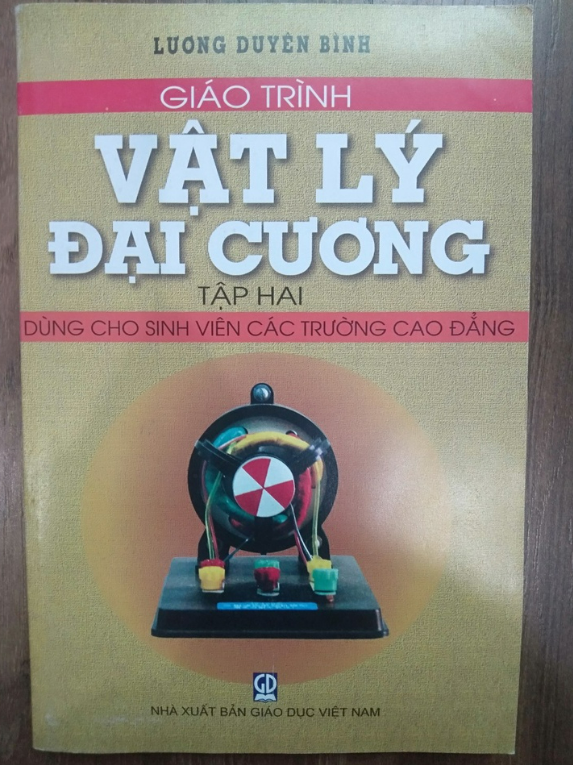 LƯƠNG DUYÊN BÌNH
GIÁO TRÌNH
VẬT LÝ
ĐẠI CƯƠNG
TẬP HAI
DÙNG CHO SINH VIÊN CÁC TRƯỜNG CAO ĐẲNG
GD
NHÀ XUẤT BẢN GIÁO DỤC VIỆT NAM